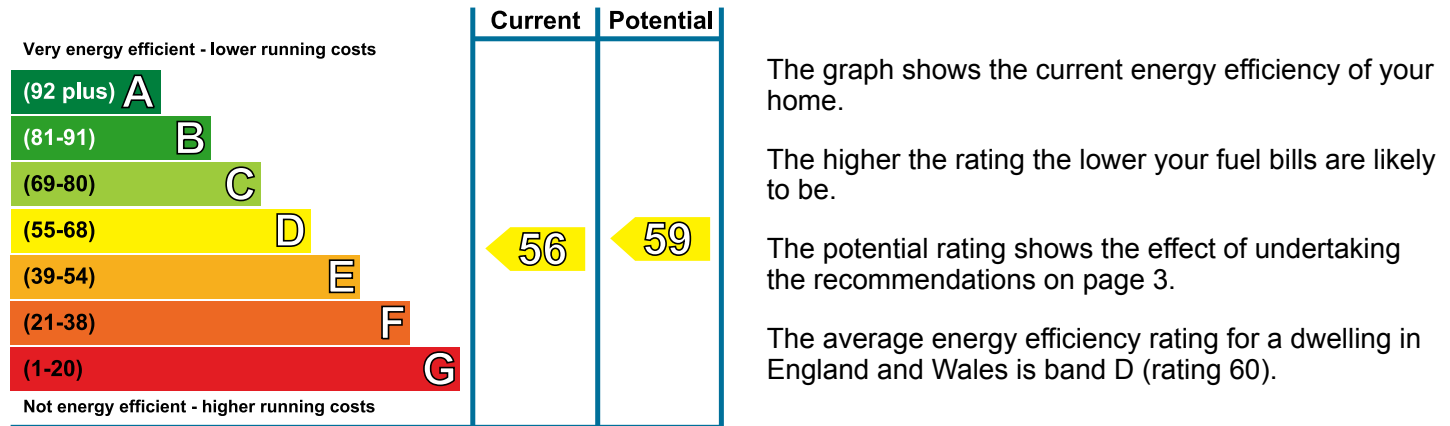 Current Potential
Very energy efficient - lower running costs
(92 plus) A
(81-91) B
(69-80) C
(55-68) D
(39-54) E
(21-38) F
(1-20) G
Not energy efficient - higher running costs
56
59
The graph shows the current energy efficiency of your
home.
The higher the rating the lower your fuel bills are likely
to be.
The potential rating shows the effect of undertaking
the recommendations on page 3.
The average energy efficiency rating for a dwelling in
England and Wales is band D (rating 60).